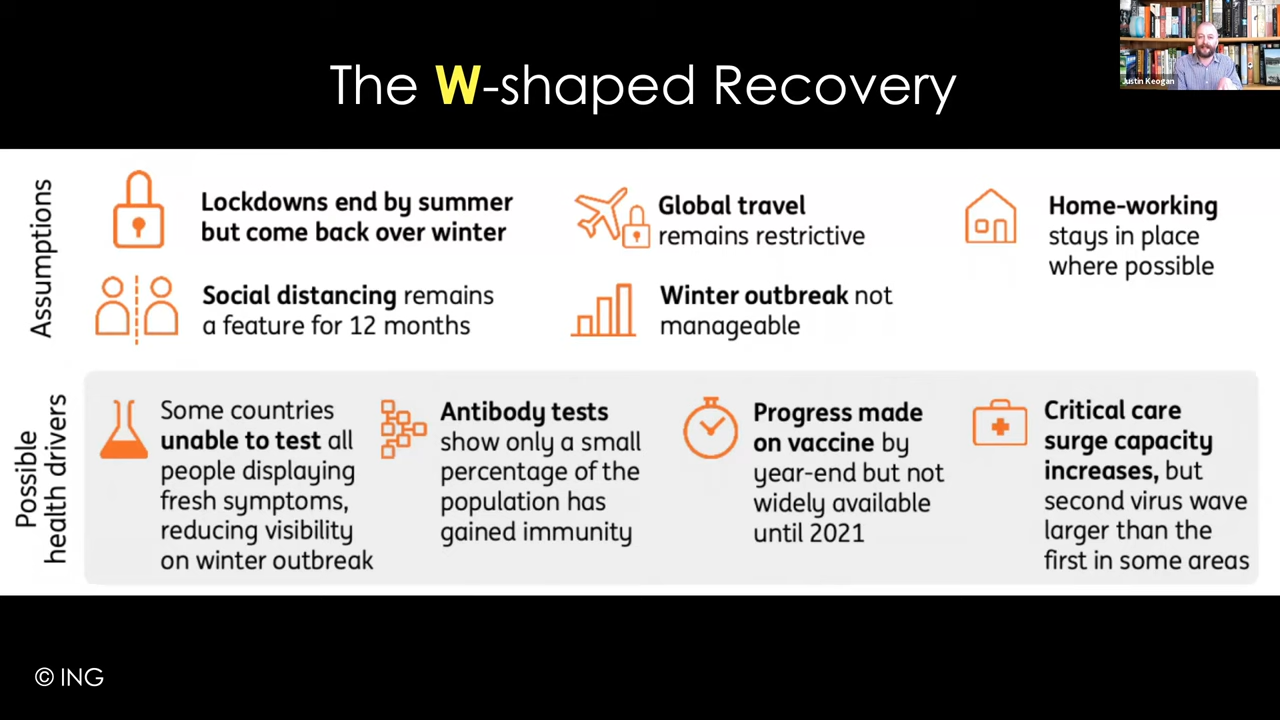 The W-shaped Recovery
Justin Keogan
Assumptions
Lockdowns end by summer
but come back over winter
Global travel
remains restrictive
Home-working
stays in place
where possible
Social distancing remains
a feature for 12 months
Winter outbreak not
manageable
Possible
health drivers
Some countries
unable to test all
people displaying
fresh symptoms,
reducing visibility
on winter outbreak
Antibody tests
show only a small
percentage of the
population has
gained immunity
Progress made
on vaccine by
year-end but not
widely available
until 2021
Critical care
surge capacity
increases, but
second virus wave
larger than the
first in some areas
© ING